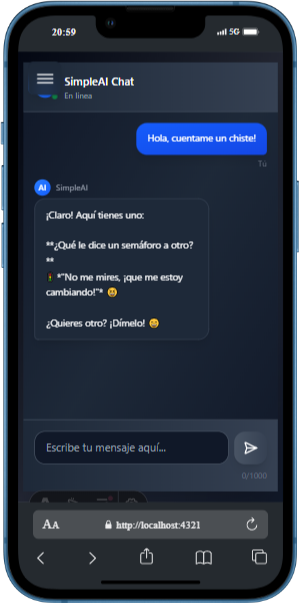 20:59
5G
SimpleAI Chat
En línea
Hola, cuentame un chiste!
Tú
AI SimpleAI
¡Claro! Aquí tienes uno:
**¿Qué le dice un semáforo a otro?
**
🚦 *"No me mires, ¡que me estoy
cambiando!"* 😄
¿Quieres otro? ¡Dímelo! 😊
Escribe tu mensaje aquí...
0/1000
AA http://localhost:4321